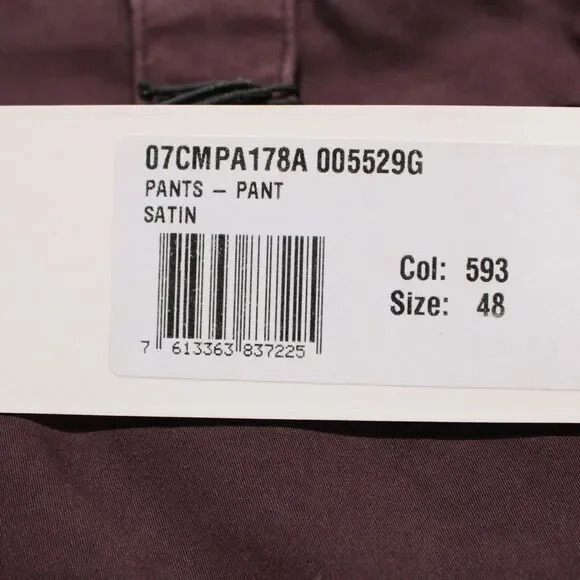 07CMPA178A 005529G
PANTS – PANT
SATIN
Col: 593
Size: 48
7 613363 837225